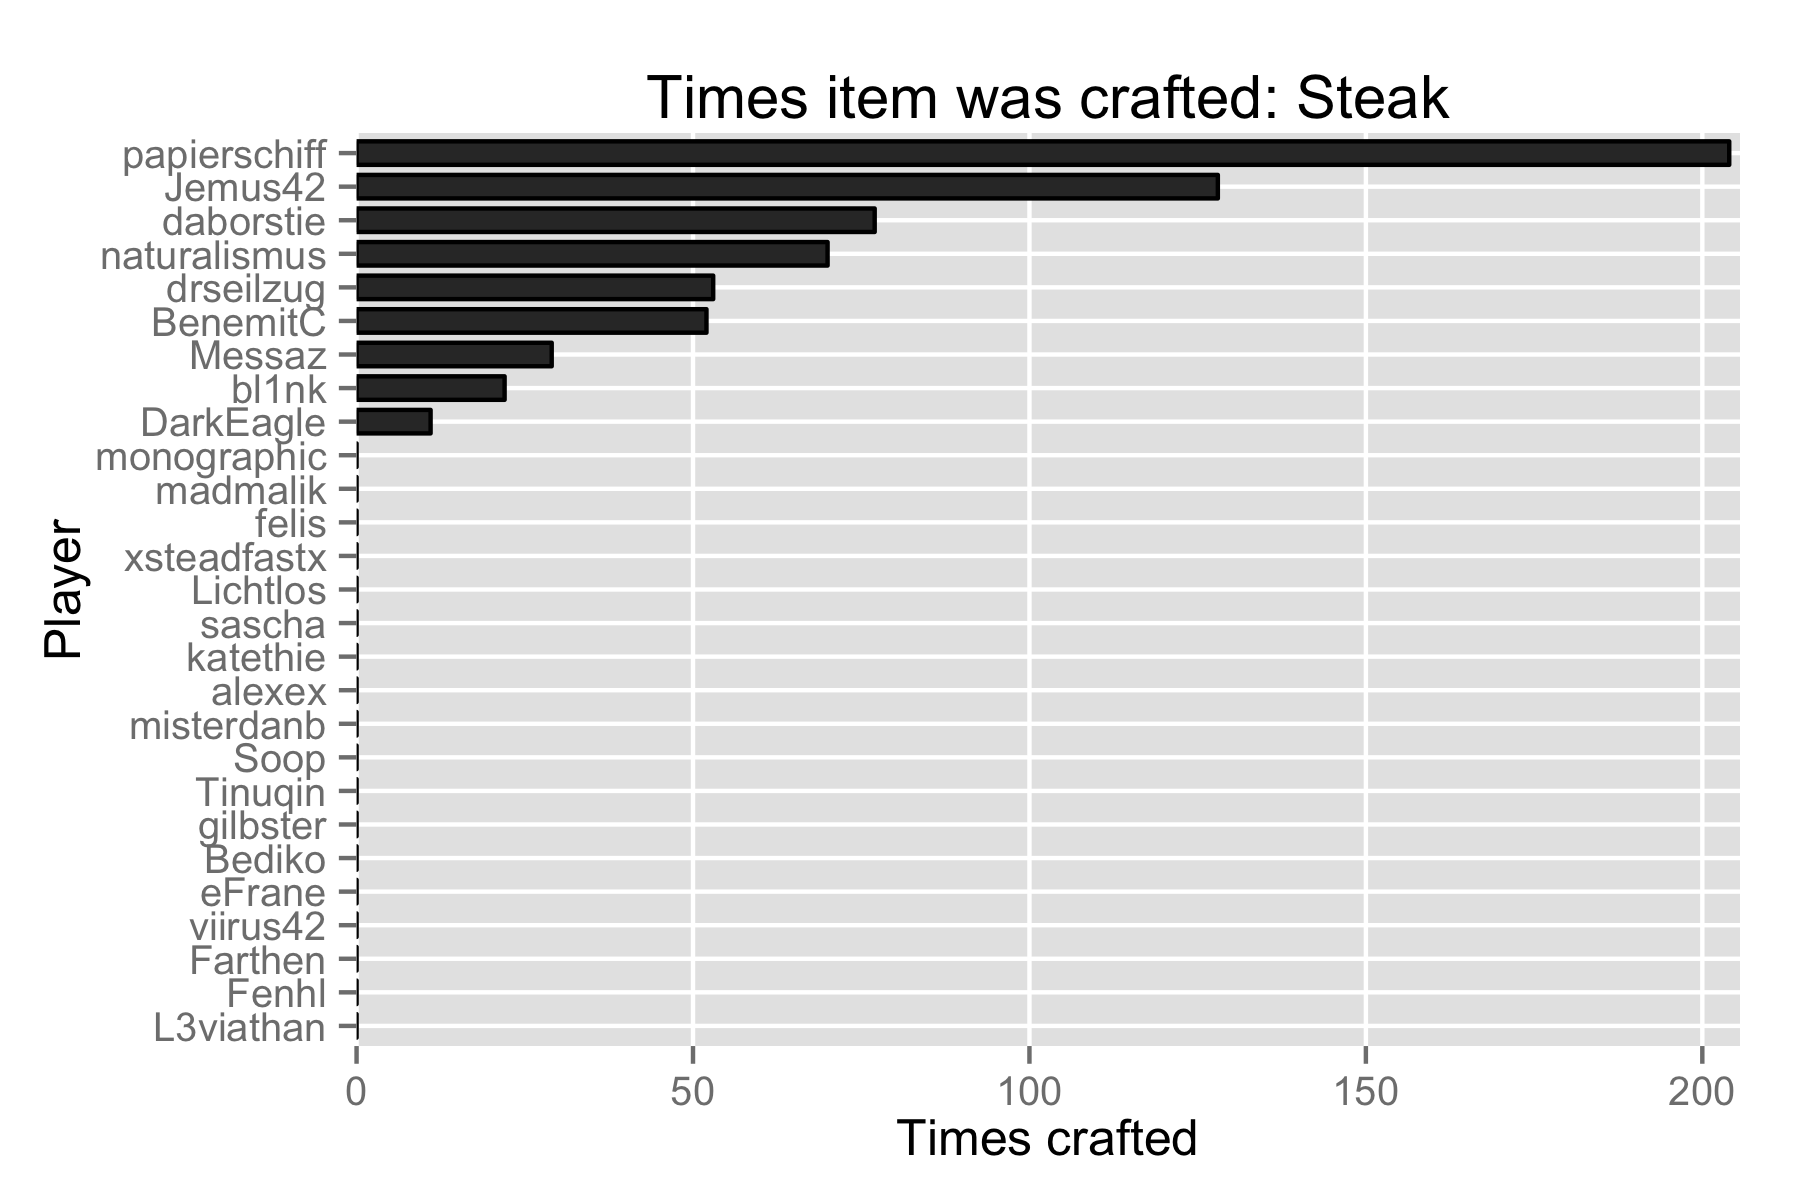 Times item was crafted: Steak
papierschiff
Jemus42
daborstie
naturalismus
drseilzug
BenemitC
Messaz
bl1nk
DarkEagle
monographic
madmalik
felis
xsteadfastx
Lichtlos
sascha
katethie
alexex
misterdanb
Soop
Tinuqin
gilbster
Bediko
eFrane
viirus42
Farthen
Fenhl
L3viathan
Player
0 50 100 150 200
Times crafted